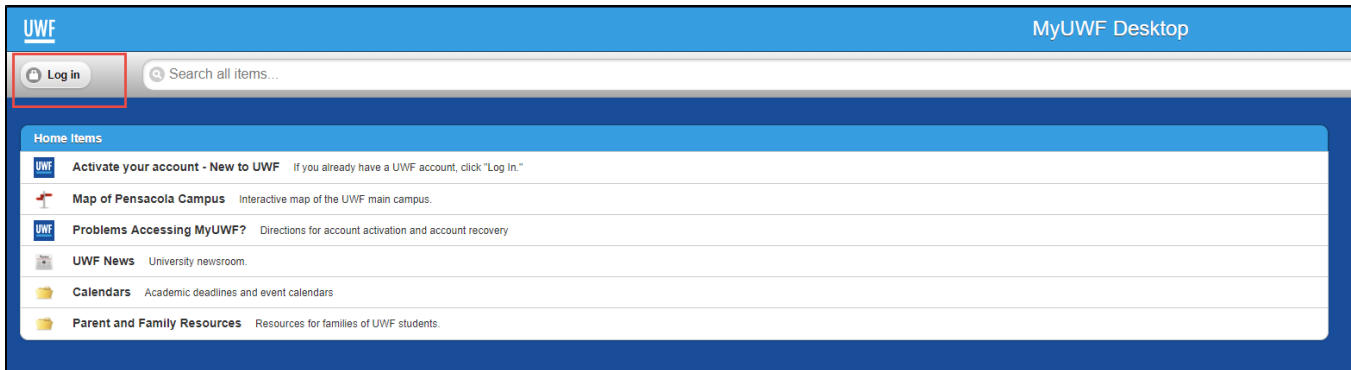 UWF
MyUWF Desktop
Log in
Search all items...
Home Items
UWF Activate your account - New to UWF If you already have a UWF account, click "Log In."
Map of Pensacola Campus Interactive map of the UWF main campus.
UWF Problems Accessing MyUWF? Directions for account activation and account recovery
UWF News University newsroom.
Calendars Academic deadlines and event calendars
Parent and Family Resources Resources for families of UWF students.